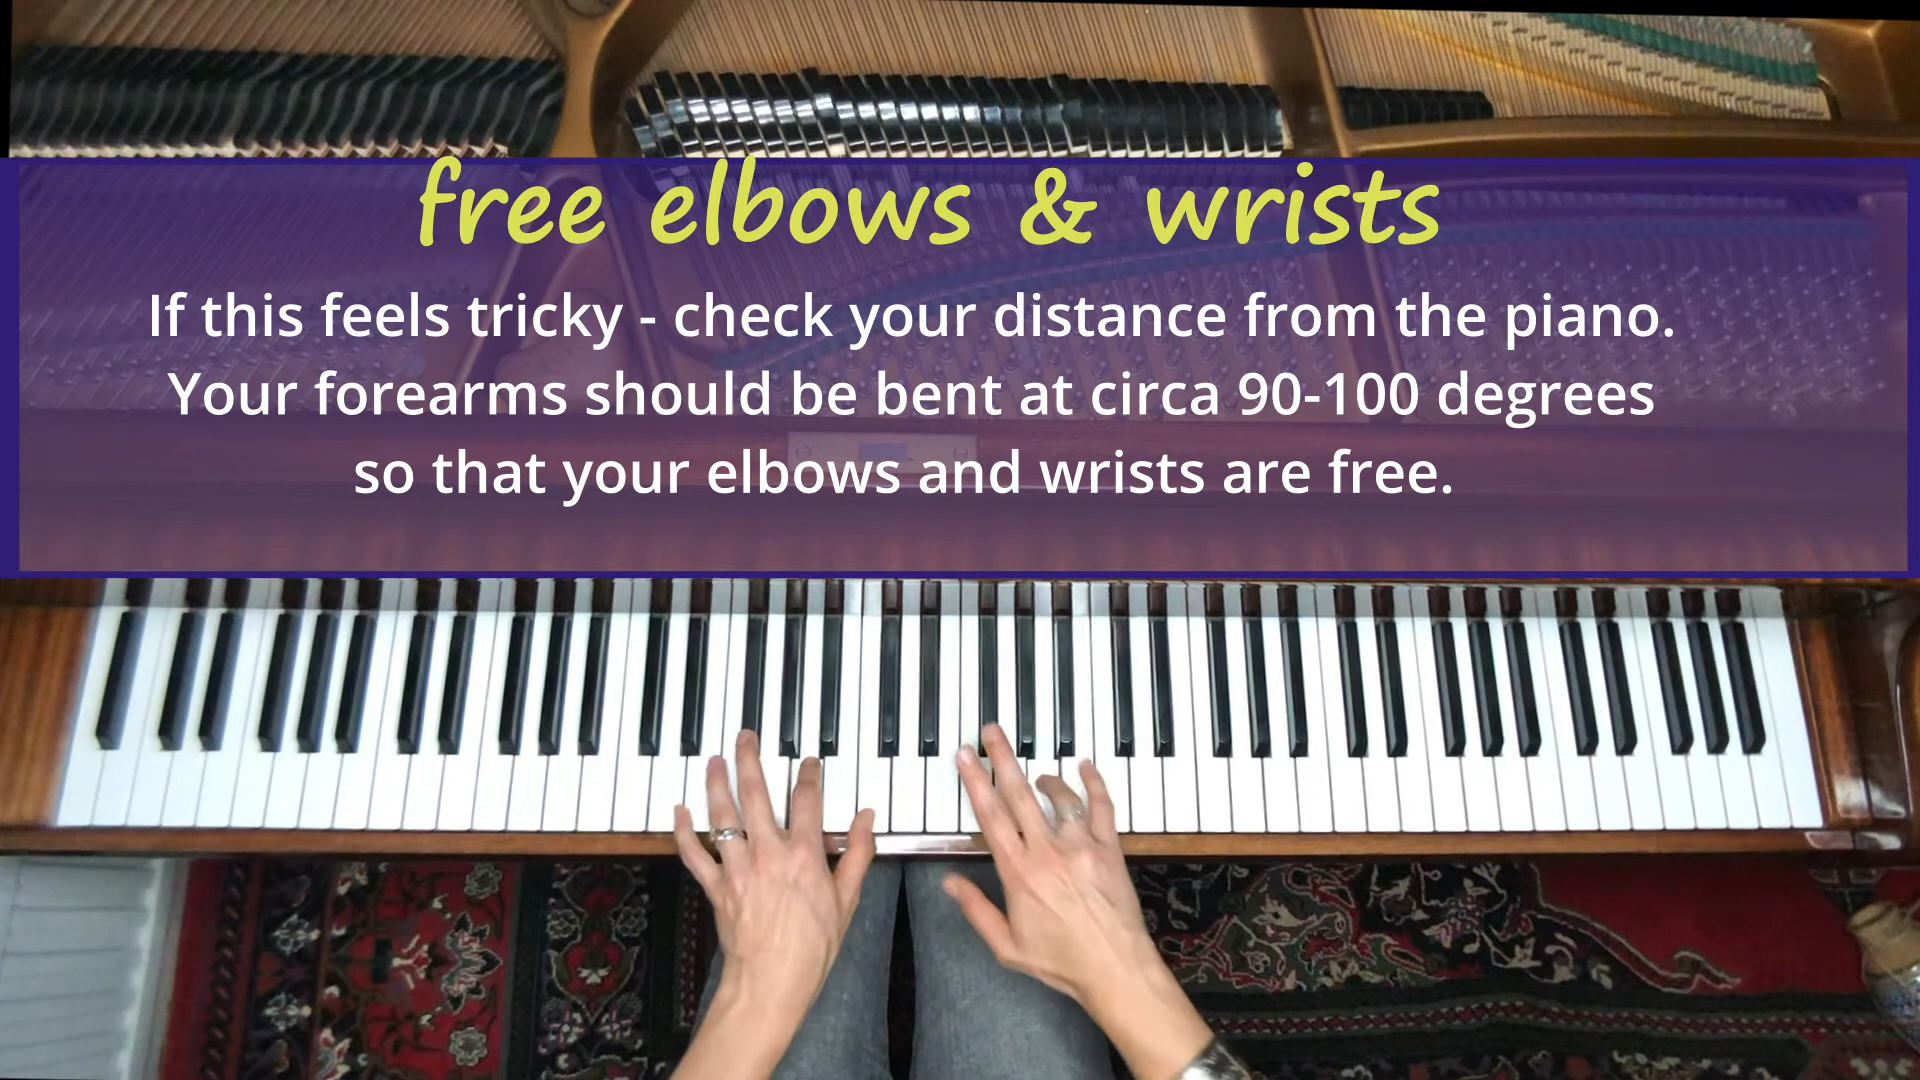 free elbows & wrists
If this feels tricky - check your distance from the piano.
Your forearms should be bent at circa 90-100 degrees
so that your elbows and wrists are free.